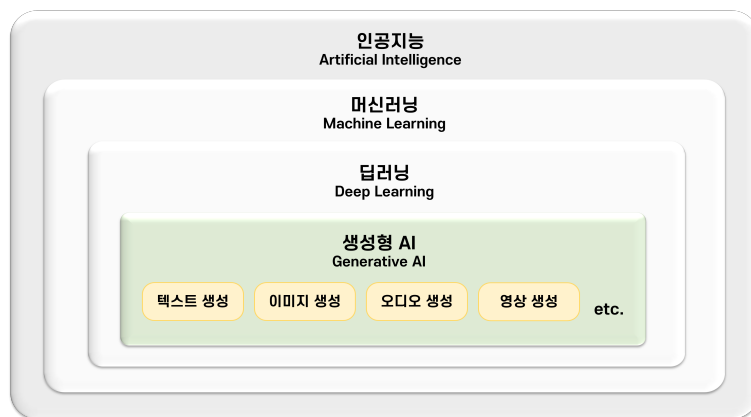 인공지능
Artificial Intelligence
머신러닝
Machine Learning
딥러닝
Deep Learning
생성형 AI
Generative AI
텍스트 생성
이미지 생성
오디오 생성
영상 생성
etc.